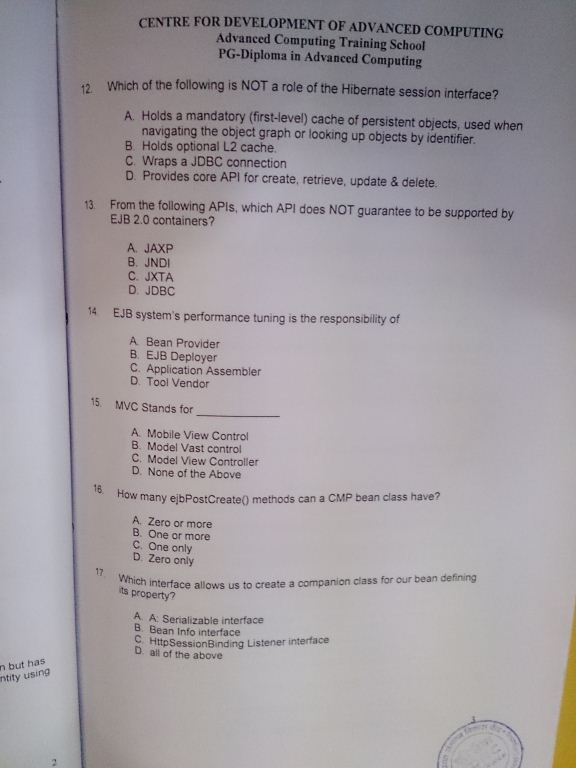 CENTRE FOR DEVELOPMENT OF ADVANCED COMPUTING
Advanced Computing Training School
PG-Diploma in Advanced Computing
12. Which of the following is NOT a role of the Hibernate session interface?
A. Holds a mandatory (first-level) cache of persistent objects, used when
navigating the object graph or looking up objects by identifier.
B. Holds optional L2 cache.
C. Wraps a JDBC connection
D. Provides core API for create, retrieve, update & delete.
13. From the following APIs, which API does NOT guarantee to be supported by
EJB 2.0 containers?
A. JAXP
B. JNDI
C. JXTA
D. JDBC
14. EJB system's performance tuning is the responsibility of
A. Bean Provider
B. EJB Deployer
C. Application Assembler
D. Tool Vendor
15. MVC Stands for ____________
A. Mobile View Control
B. Model Vast control
C. Model View Controller
D. None of the Above
16. How many ejbPostCreate() methods can a CMP bean class have?
A. Zero or more
B. One or more
C. One only
D. Zero only
17. Which interface allows us to create a companion class for our bean defining
its property?
A. A: Serializable interface
B. Bean Info interface
C. HttpSessionBinding Listener interface
D. all of the above
n but has
ntity using
3
2